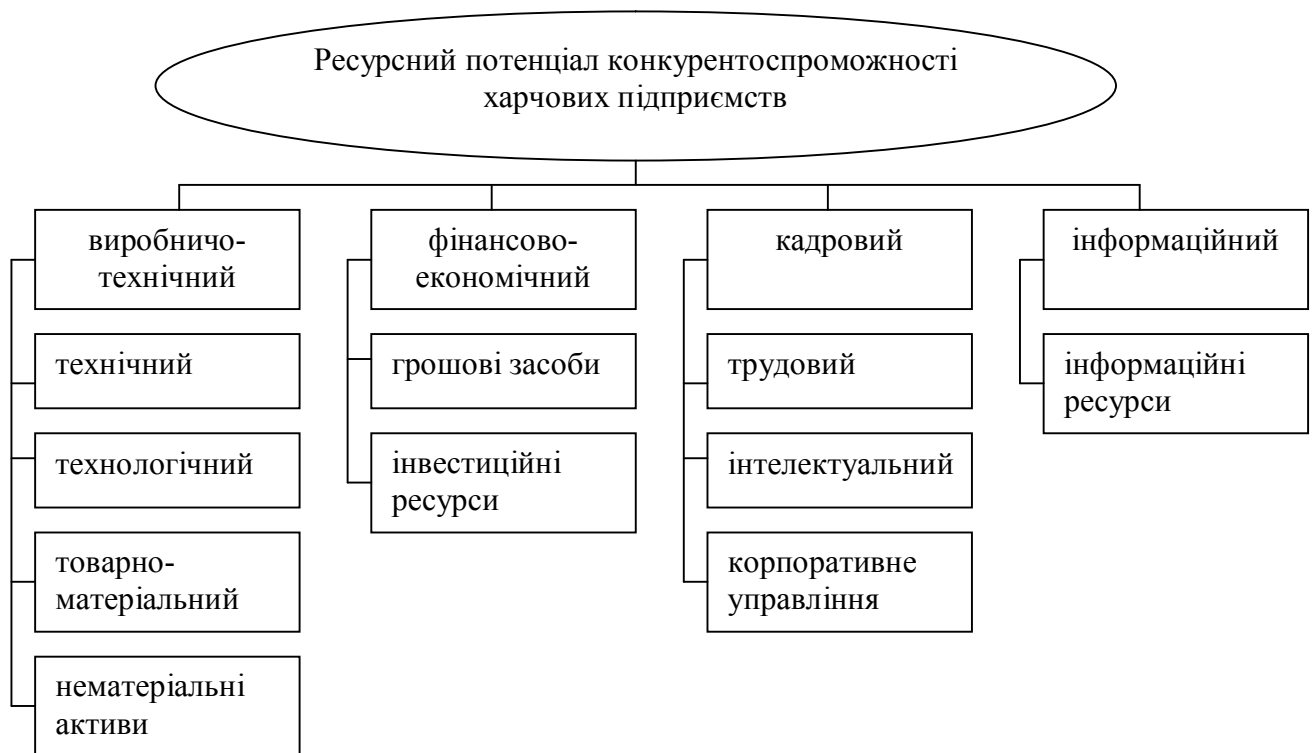 Ресурсний потенціал конкурентоспроможності
харчових підприємств
виробничо-
технічний
технічний
технологічний
товарно-
матеріальний
нематеріальні
активи
фінансово-
економічний
грошові засоби
інвестиційні
ресурси
кадровий
трудовий
інтелектуальний
корпоративне
управління
інформаційний
інформаційні
ресурси